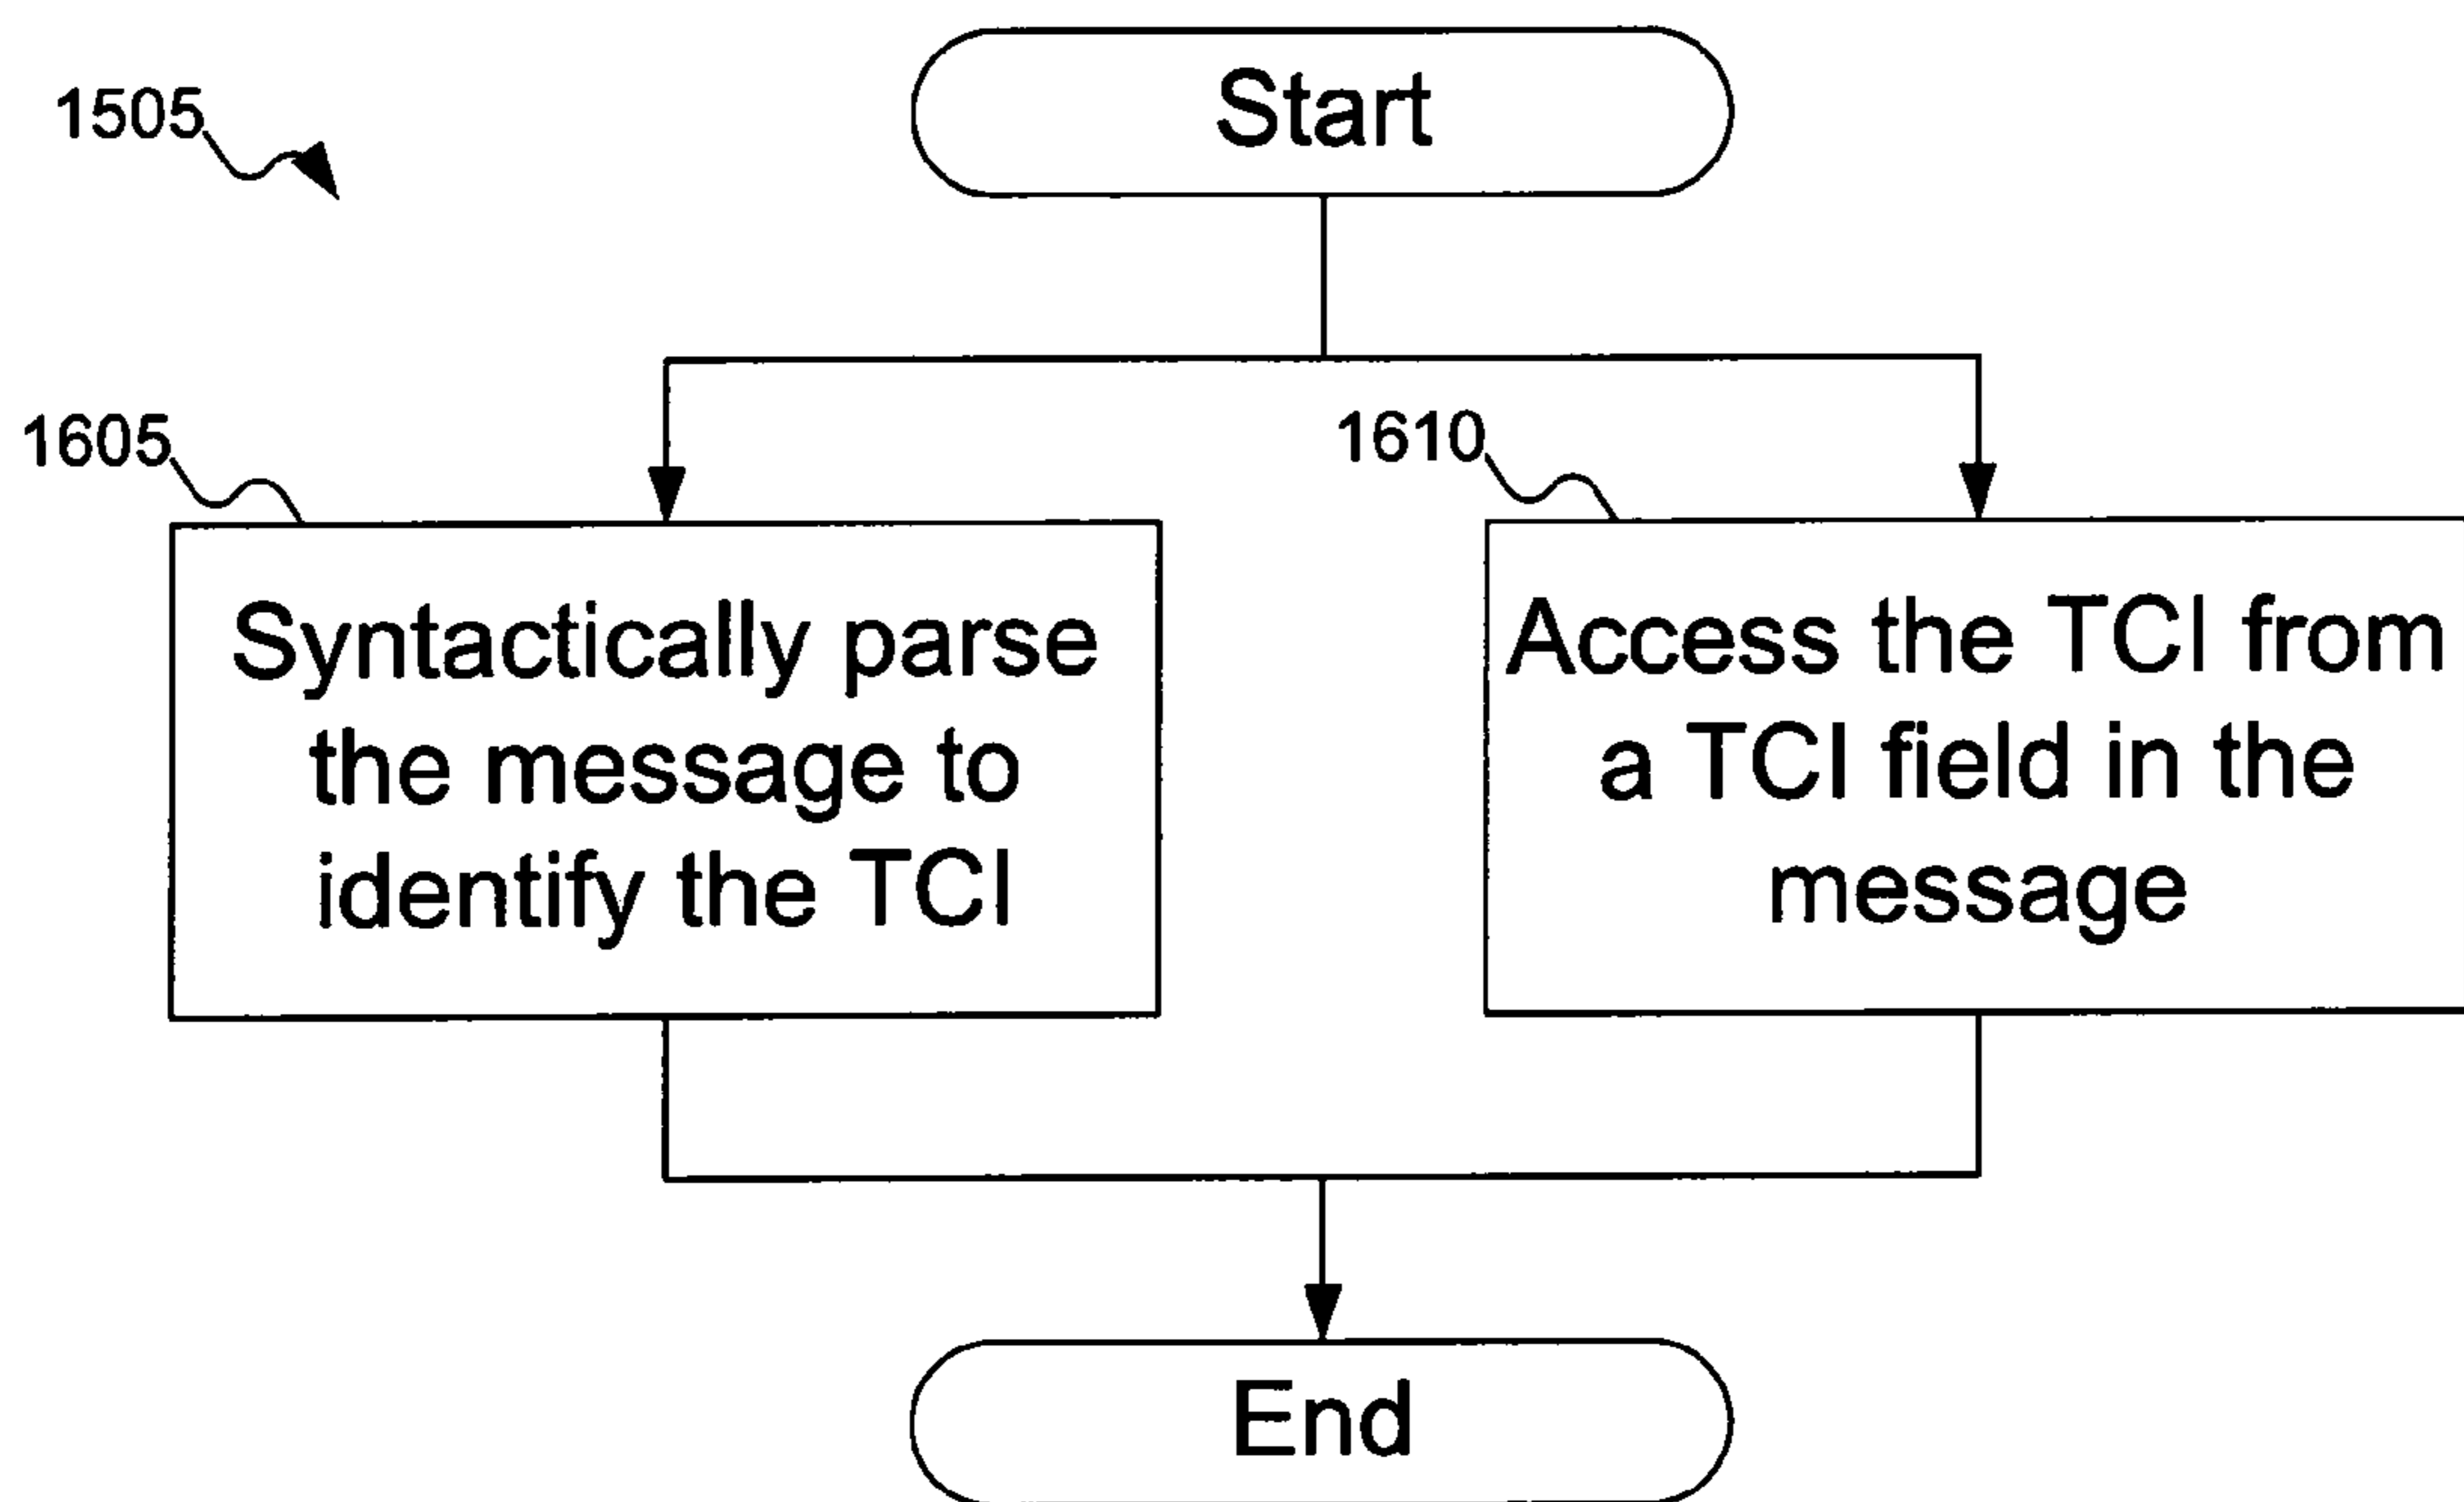 1505
Start
1605
1610
Syntactically parse
the message to
identify the TCI
Access the TCI from
a TCI field in the
message
End